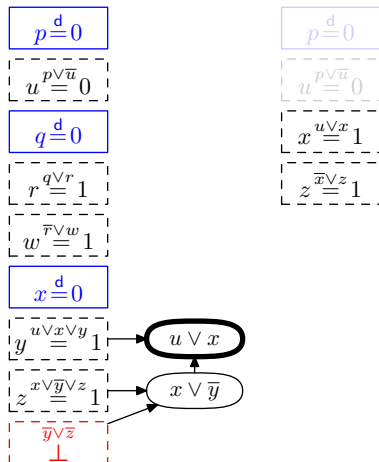 p =^d 0
u =^{p∨u̅} 0
q =^d 0
r =^{q∨r} 1
w =^{r̅∨w} 1
x =^d 0
y =^{u∨x∨y} 1
z =^{x∨y̅∨z} 1
y̅∨z̅
⊥
u ∨ x
x ∨ y̅
p =^d 0
u =^{p∨u̅} 0
x =^{u∨x} 1
z =^{x̅∨z} 1